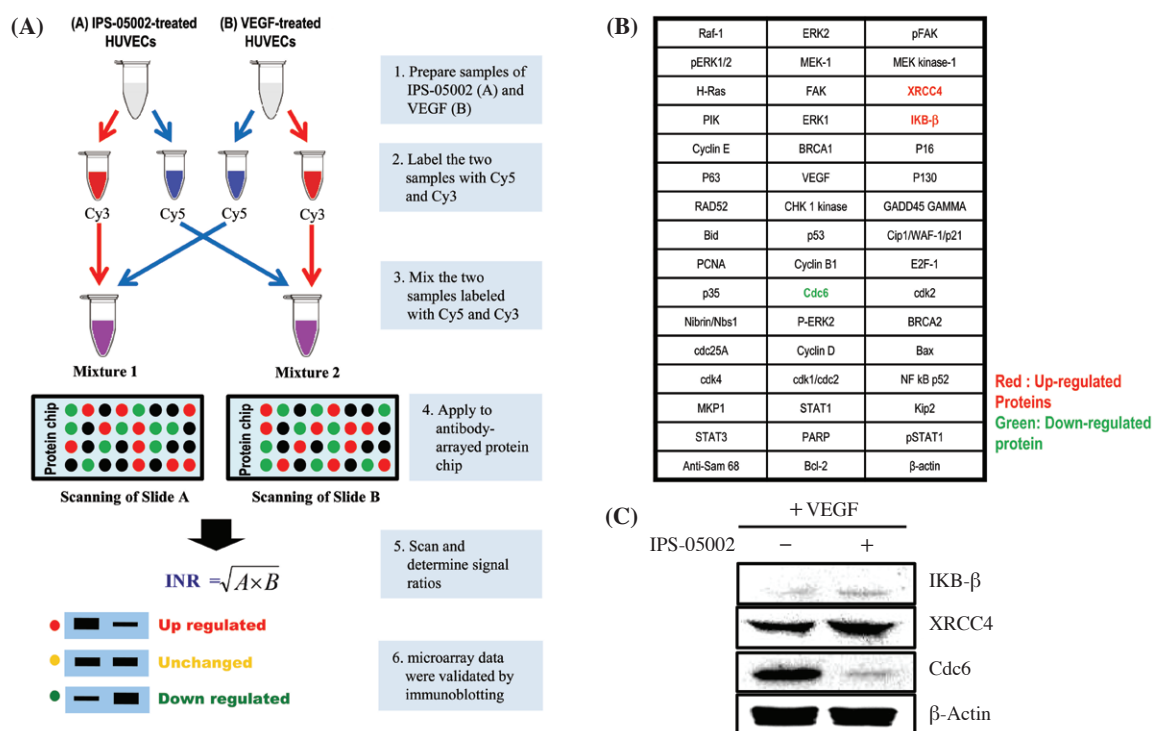 (A)
(A) IPS-05002-treated
HUVECs
(B) VEGF-treated
HUVECs
1. Prepare samples of
IPS-05002 (A) and
VEGF (B)
2. Label the two
samples with Cy5
and Cy3
Cy3
Cy5
Cy5
Cy3
3. Mix the two
samples labeled
with Cy5 and Cy3
Mixture 1
Mixture 2
Protein chip
Protein chip
4. Apply to
antibody-
arrayed protein
chip
Scanning of Slide A
Scanning of Slide B
5. Scan and
determine signal
ratios
INR =√A×B
Up regulated
Unchanged
Down regulated
6. microarray data
were validated by
immunoblotting
(B)
Raf-1 ERK2 pFAK
pERK1/2 MEK-1 MEK kinase-1
H-Ras FAK XRCC4
PIK ERK1 IKB-β
Cyclin E BRCA1 P16
P63 VEGF P130
RAD52 CHK 1 kinase GADD45 GAMMA
Bid p53 Cip1/WAF-1/p21
PCNA Cyclin B1 E2F-1
p35 Cdc6 cdk2
Nibrin/Nbs1 P-ERK2 BRCA2
cdc25A Cyclin D Bax
cdk4 cdk1/cdc2 NF kB p52
MKP1 STAT1 Kip2
STAT3 PARP pSTAT1
Anti-Sam 68 Bcl-2 β-actin
Red : Up-regulated
Proteins
Green: Down-regulated
protein
(C)
+ VEGF
IPS-05002 − +
IKB-β
XRCC4
Cdc6
β-Actin